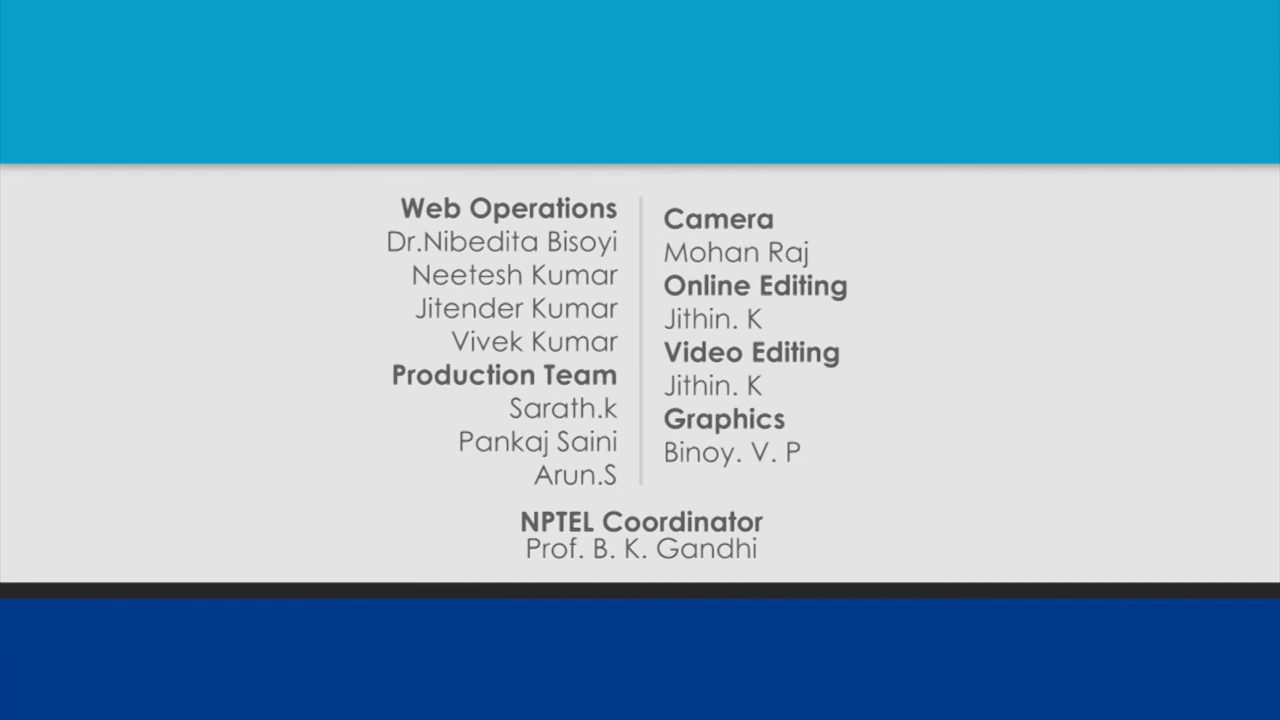 Web Operations
Dr.Nibedita Bisoyi
Neetesh Kumar
Jitender Kumar
Vivek Kumar
Production Team
Sarath.k
Pankaj Saini
Arun.S
Camera
Mohan Raj
Online Editing
Jithin. K
Video Editing
Jithin. K
Graphics
Binoy. V. P
NPTEL Coordinator
Prof. B. K. Gandhi